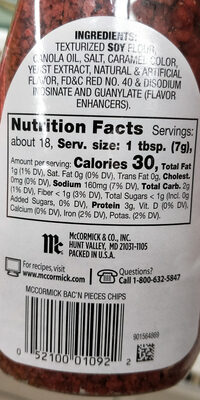 INGREDIENTS:
TEXTURIZED SOY FLOUR,
CANOLA OIL, SALT, CARAMEL COLOR,
YEAST EXTRACT, NATURAL & ARTIFICIAL
FLAVOR, FD&C RED NO. 40 & DISODIUM
INOSINATE AND GUANYLATE (FLAVOR
ENHANCERS).
Nutrition Facts Servings:
about 18, Serv. size: 1 tbsp. (7g),
Amount per serving: Calories 30, Total Fat
1g (1% DV), Sat. Fat 0g (0% DV), Trans Fat 0g, Cholest.
0mg (0% DV), Sodium 160mg (7% DV), Total Carb. 2g
(1% DV), Fiber <1g (3% DV), Total Sugars <1g (Incl. 0g
Added Sugars, 0% DV), Protein 3g, Vit. D (0% DV),
Calcium (0% DV), Iron (2% DV), Potas. (2% DV).
Mc
McCORMICK & CO., INC.
HUNT VALLEY, MD 21031-1105
PACKED IN U.S.A.
For recipes, visit
www.mccormick.com
Questions?
Call 1-800-632-5847
MCCORMICK BAC'N PIECES CHIPS
901564869
0 52100 01092 2